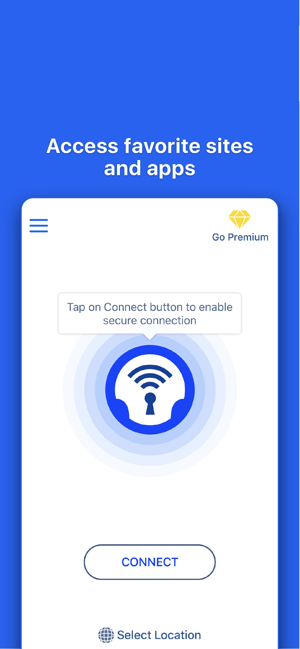 Access favorite sites
and apps
Go Premium
Tap on Connect button to enable
secure connection
CONNECT
Select Location